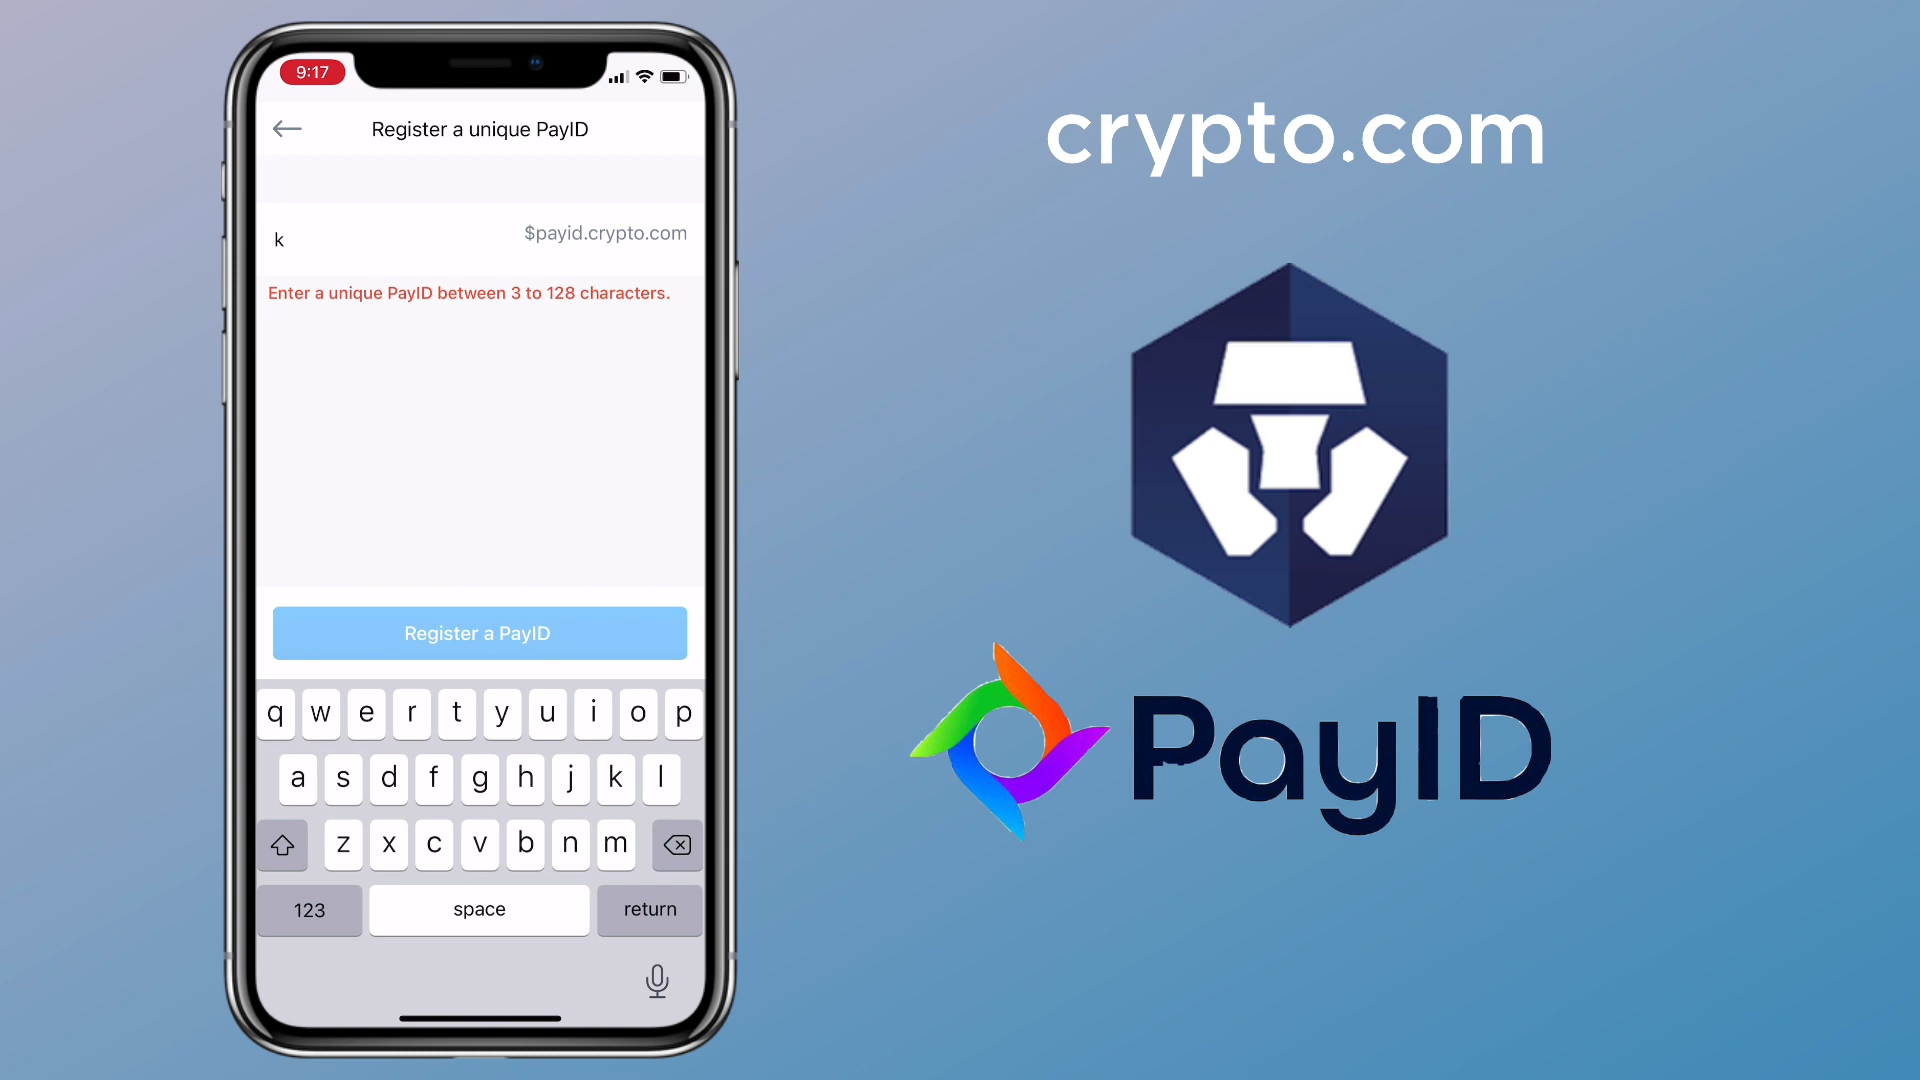 9:17
Register a unique PayID
k
$payid.crypto.com
Enter a unique PayID between 3 to 128 characters.
Register a PayID
q w e r t y u i o p
a s d f g h j k l
z x c v b n m
123 space return
crypto.com
PayID